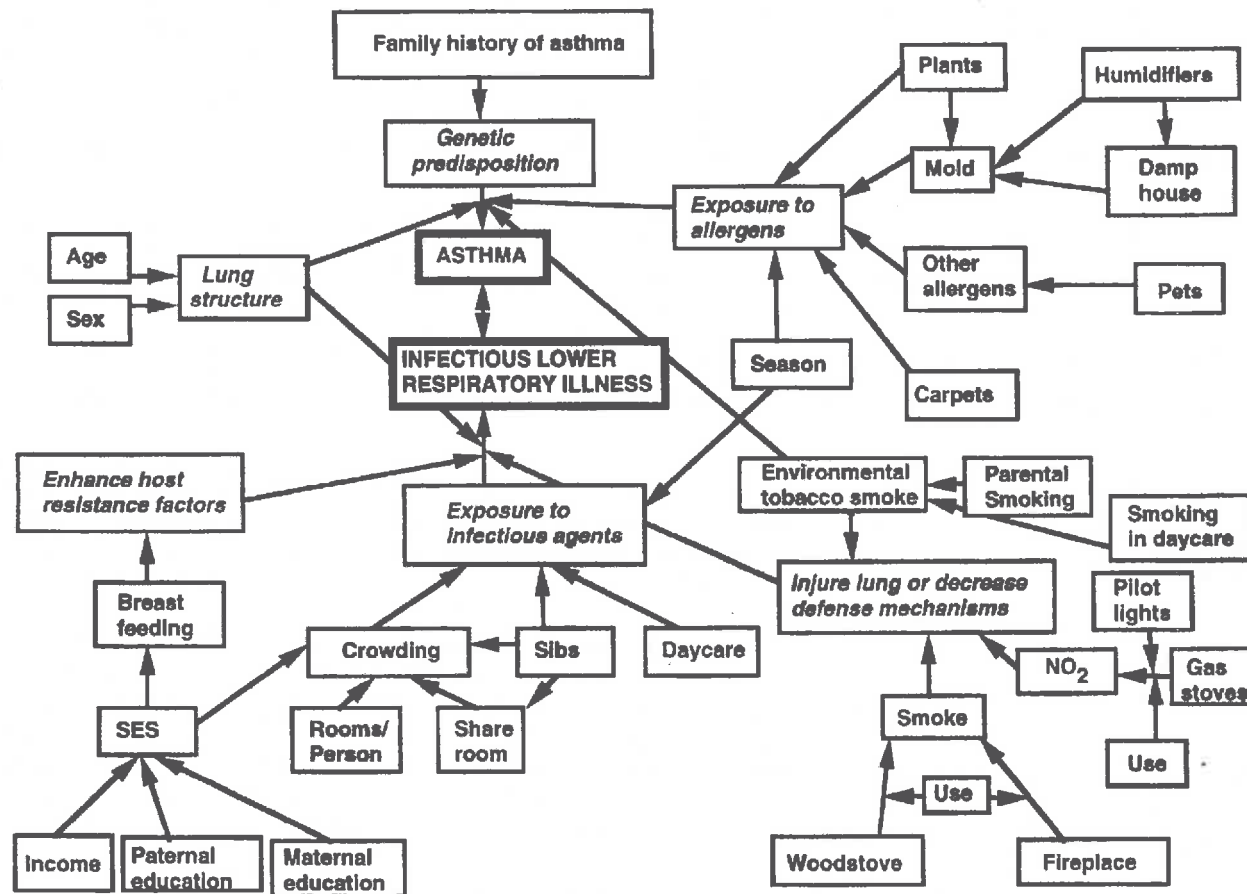 Family history of asthma
Plants
Humidifiers
Genetic
predisposition
Mold
Damp
house
Exposure to
allergens
Age
Lung
structure
Sex
ASTHMA
Other
allergens
Pets
INFECTIOUS LOWER
RESPIRATORY ILLNESS
Season
Carpets
Enhance host
resistance factors
Exposure to
infectious agents
Environmental
tobacco smoke
Parental
Smoking
Smoking
in daycare
Breast
feeding
Injure lung or decrease
defense mechanisms
Pilot
lights
Crowding
Sibs
Daycare
NO2
Gas
stoves
SES
Rooms/
Person
Share
room
Smoke
Use
Use
Income
Paternal
education
Maternal
education
Woodstove
Fireplace